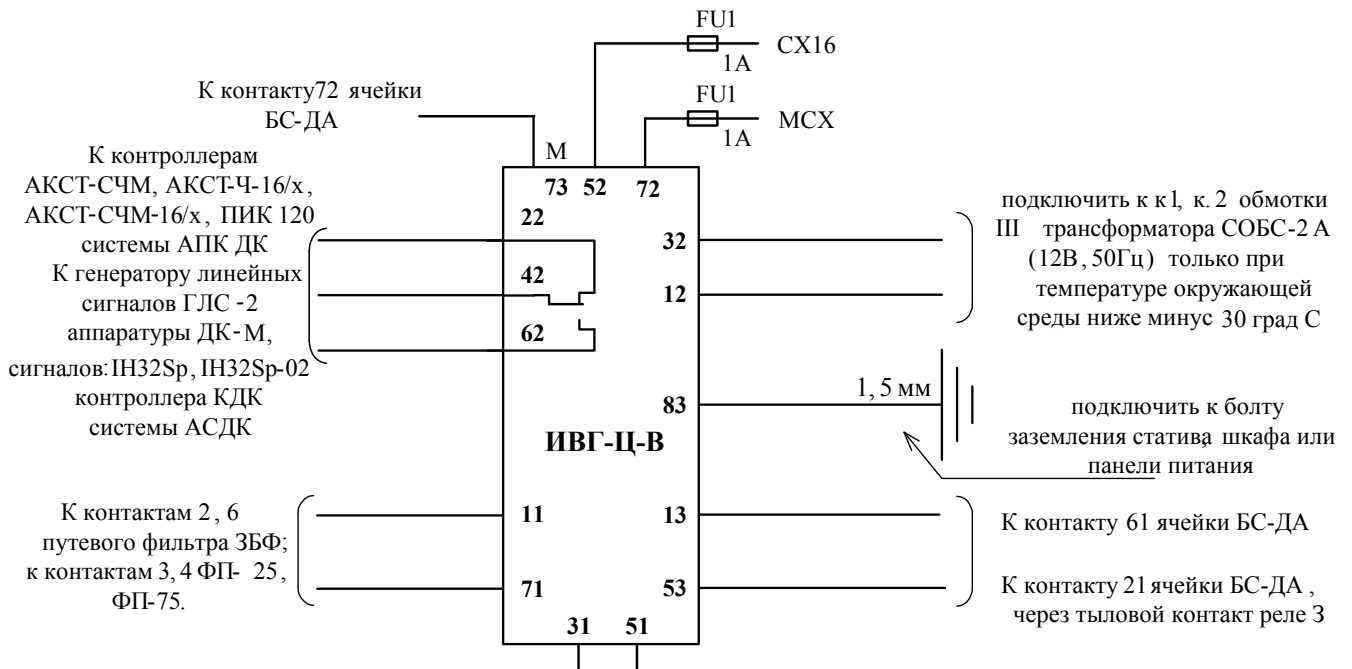 FU1
СХ16
1А
FU1
МСХ
1А
К контакту72 ячейки
БС-ДА
М
К контроллерам
АКСТ-СЧМ, АКСТ-Ч-16/х,
АКСТ-СЧМ-16/х, ПИК 120
системы АПК ДК
К генератору линейных
сигналов ГЛС-2
аппаратуры ДК-М,
сигналов:IH32Sp, IH32Sp-02
контроллера КДК
системы АСДК
73 52 72
22
42
62
32
12
83
ИВГ-Ц-В
подключить к к1, к.2 обмотки
III трансформатора СОБС-2А
(12В, 50Гц) только при
температуре окружающей
среды ниже минус 30 град С
1,5 мм
подключить к болту
заземления статива, шкафа или
панели питания
К контактам 2, 6
путевого фильтра ЗБФ;
к контактам 3, 4 ФП-25,
ФП-75.
11
71
13
53
31 51
К контакту 61 ячейки БС-ДА
К контакту 21 ячейки БС-ДА,
через тыловой контакт реле З